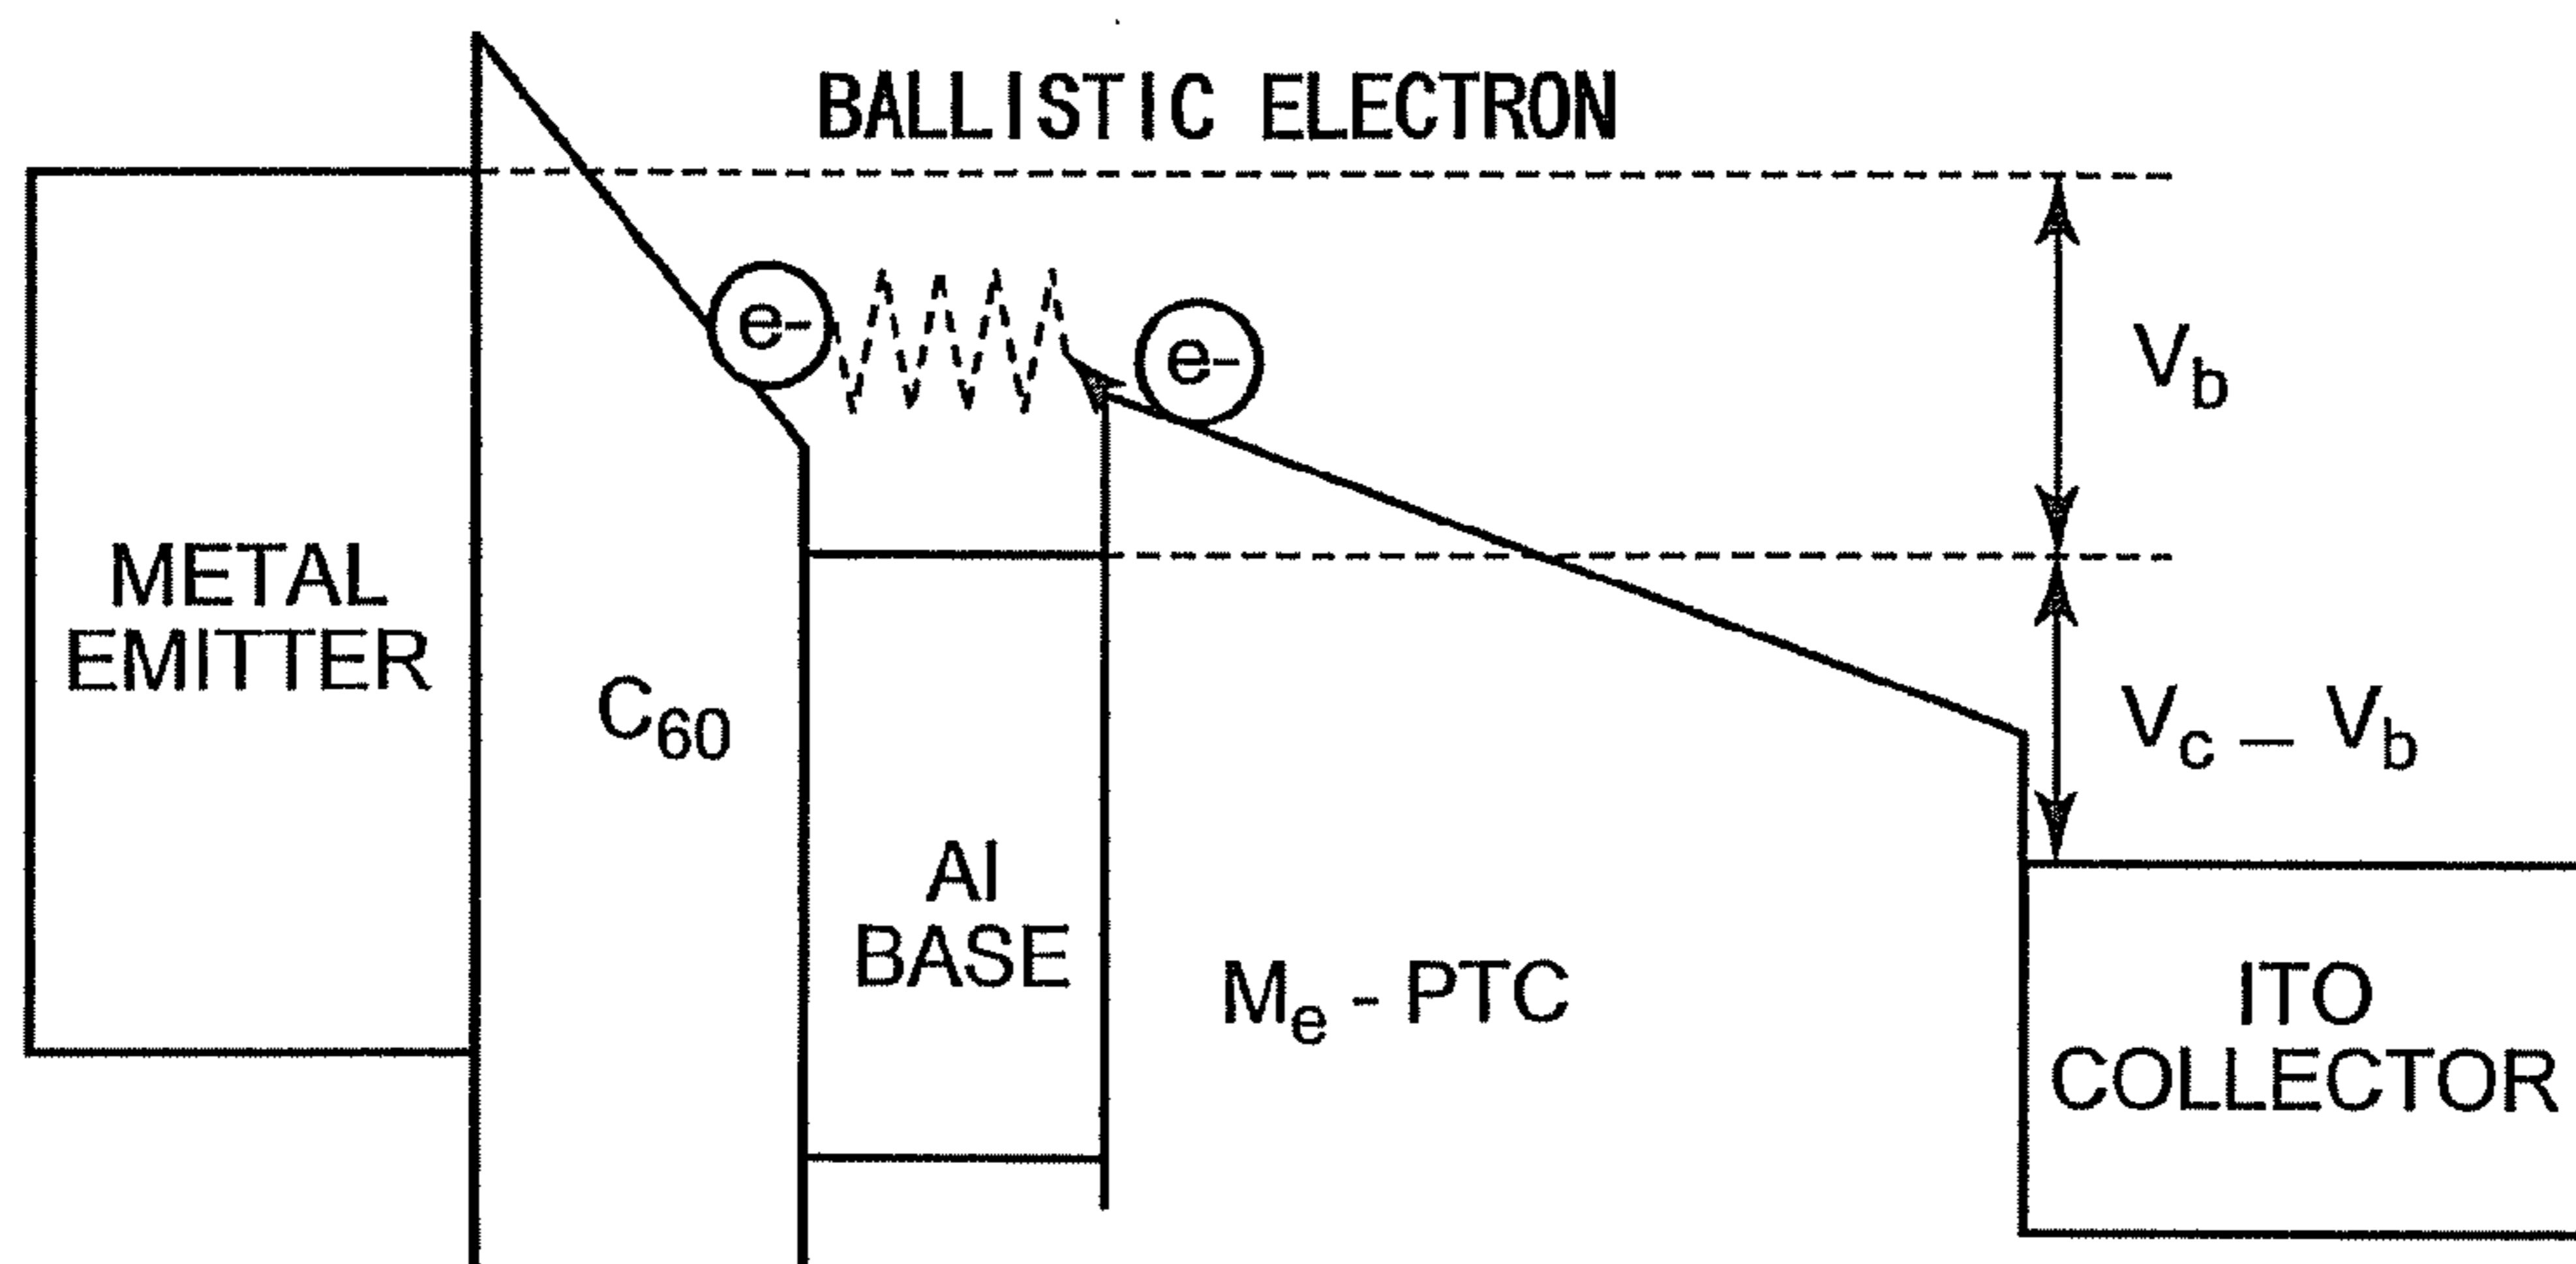 BALLISTIC ELECTRON
e-
e-
Vb
METAL
EMITTER
C60
Vc – Vb
Al
BASE
Me - PTC
ITO
COLLECTOR